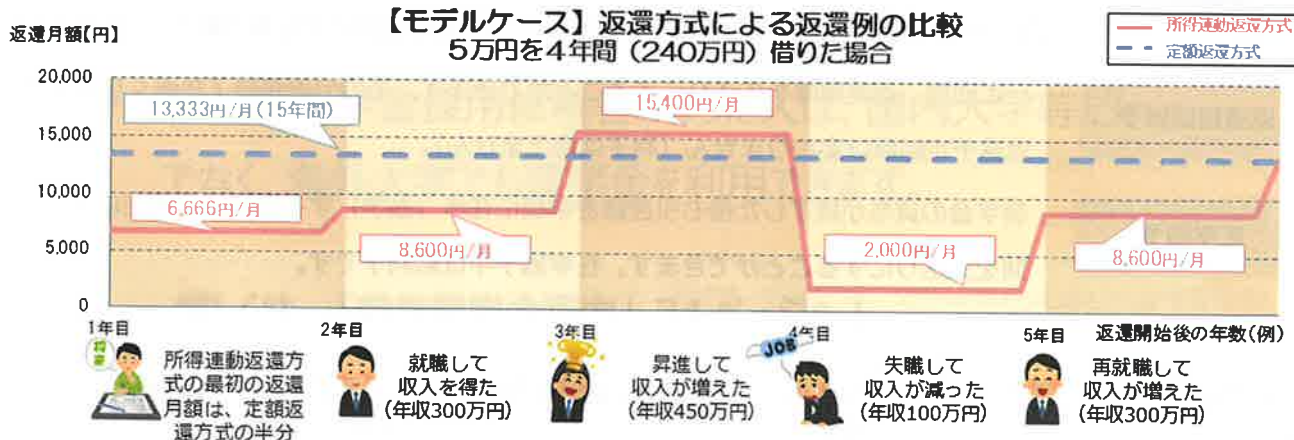 【モデルケース】返還方式による返還例の比較
5万円を4年間（240万円）借りた場合
所得連動返還方式
定額返還方式
返還月額【円】
20,000
15,000
10,000
5,000
0
13,333円/月(15年間)
15,400円/月
6,666円/月
8,600円/月
2,000円/月
8,600円/月
1年目
2年目
3年目
4年目
5年目
返還開始後の年数(例)
所得連動返還方
式の最初の返還
月額は、定額返
還方式の半分
就職して
収入を得た
(年収300万円)
昇進して
収入が増えた
(年収450万円)
JOB
失職して
収入が減った
(年収100万円)
再就職して
収入が増えた
(年収300万円)